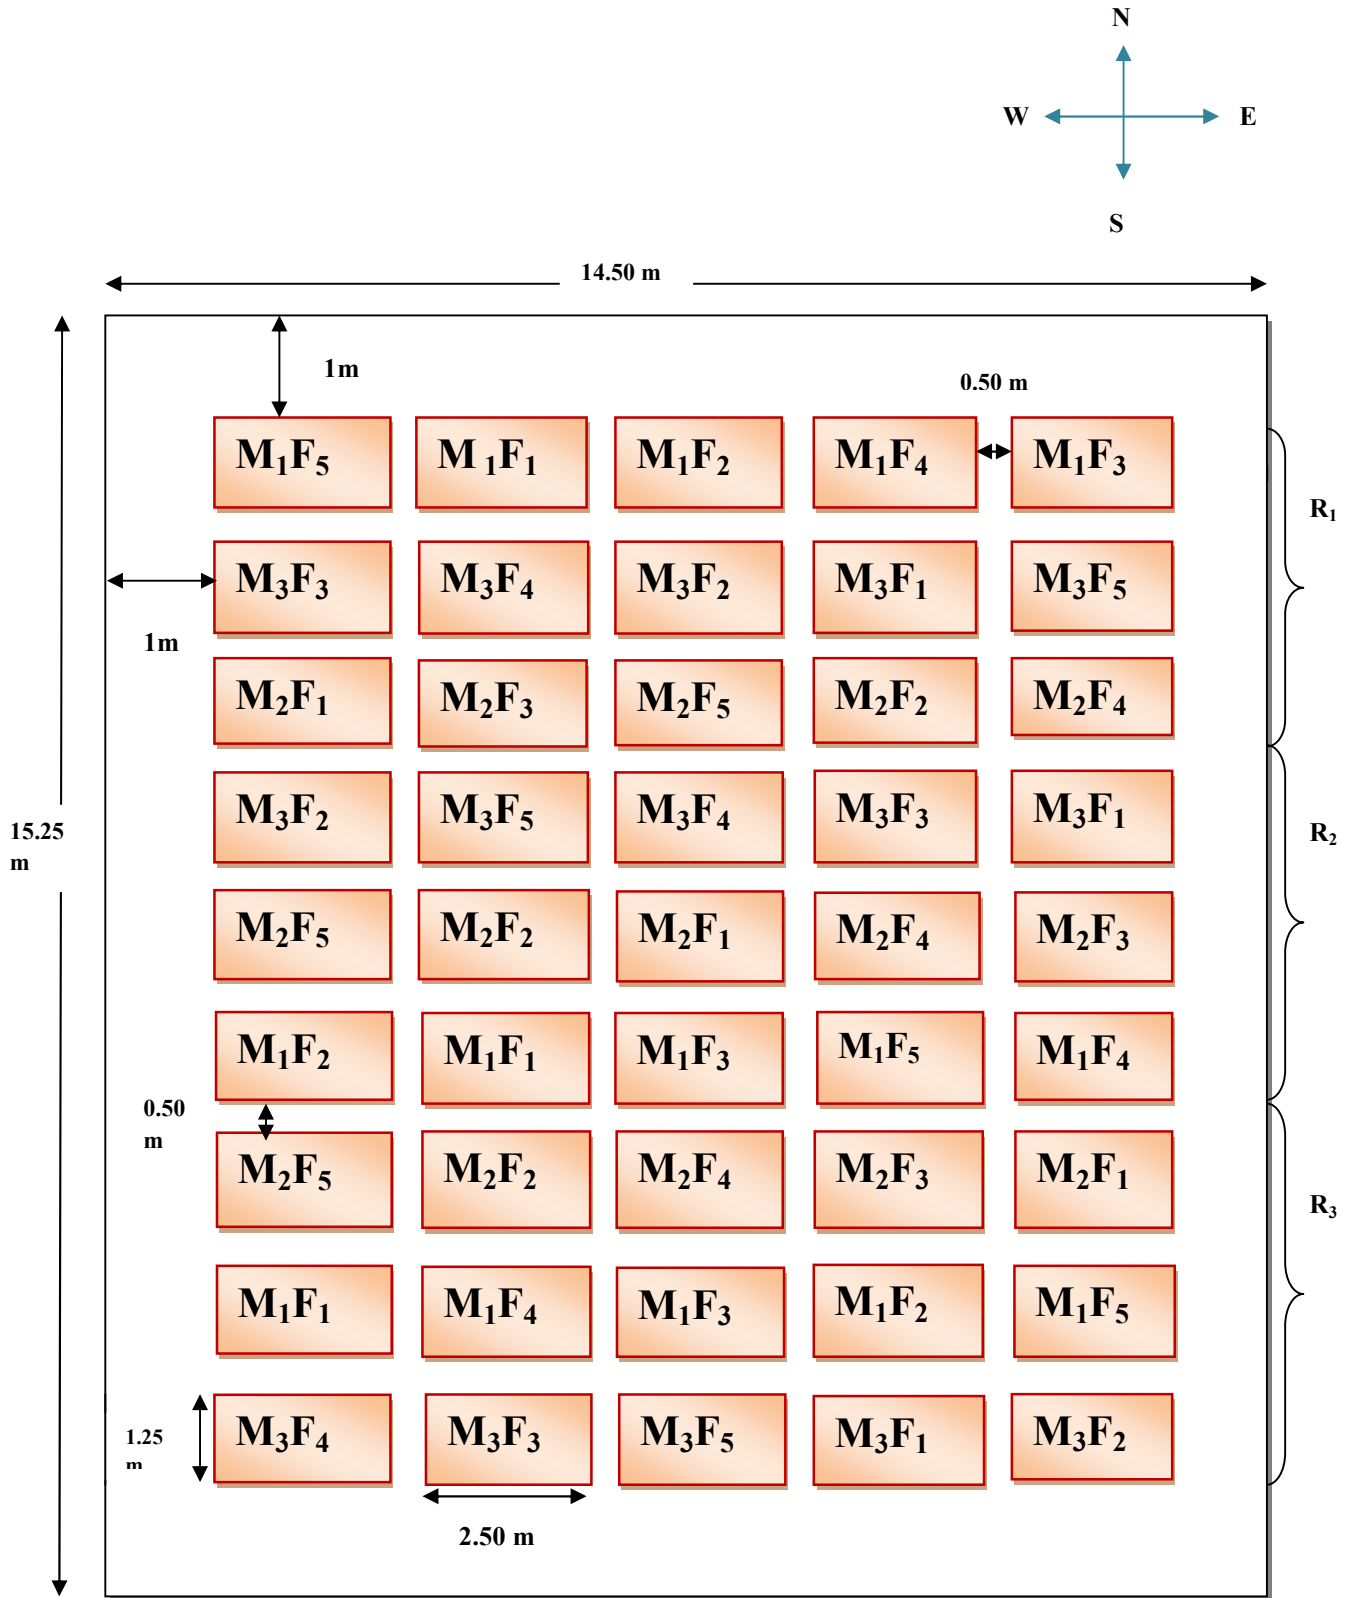 N
W E
S
14.50 m
1m
0.50 m
M₁F₅ M ₁F₁ M₁F₂ M₁F₄ M₁F₃
R₁
M₃F₃ M₃F₄ M₃F₂ M₃F₁ M₃F₅
1m
M₂F₁ M₂F₃ M₂F₅ M₂F₂ M₂F₄
M₃F₂ M₃F₅ M₃F₄ M₃F₃ M₃F₁
15.25
m
R₂
M₂F₅ M₂F₂ M₂F₁ M₂F₄ M₂F₃
M₁F₂ M₁F₁ M₁F₃ M₁F₅ M₁F₄
0.50
m
M₂F₅ M₂F₂ M₂F₄ M₂F₃ M₂F₁
R₃
M₁F₁ M₁F₄ M₁F₃ M₁F₂ M₁F₅
M₃F₄ M₃F₃ M₃F₅ M₃F₁ M₃F₂
1.25
m
2.50 m